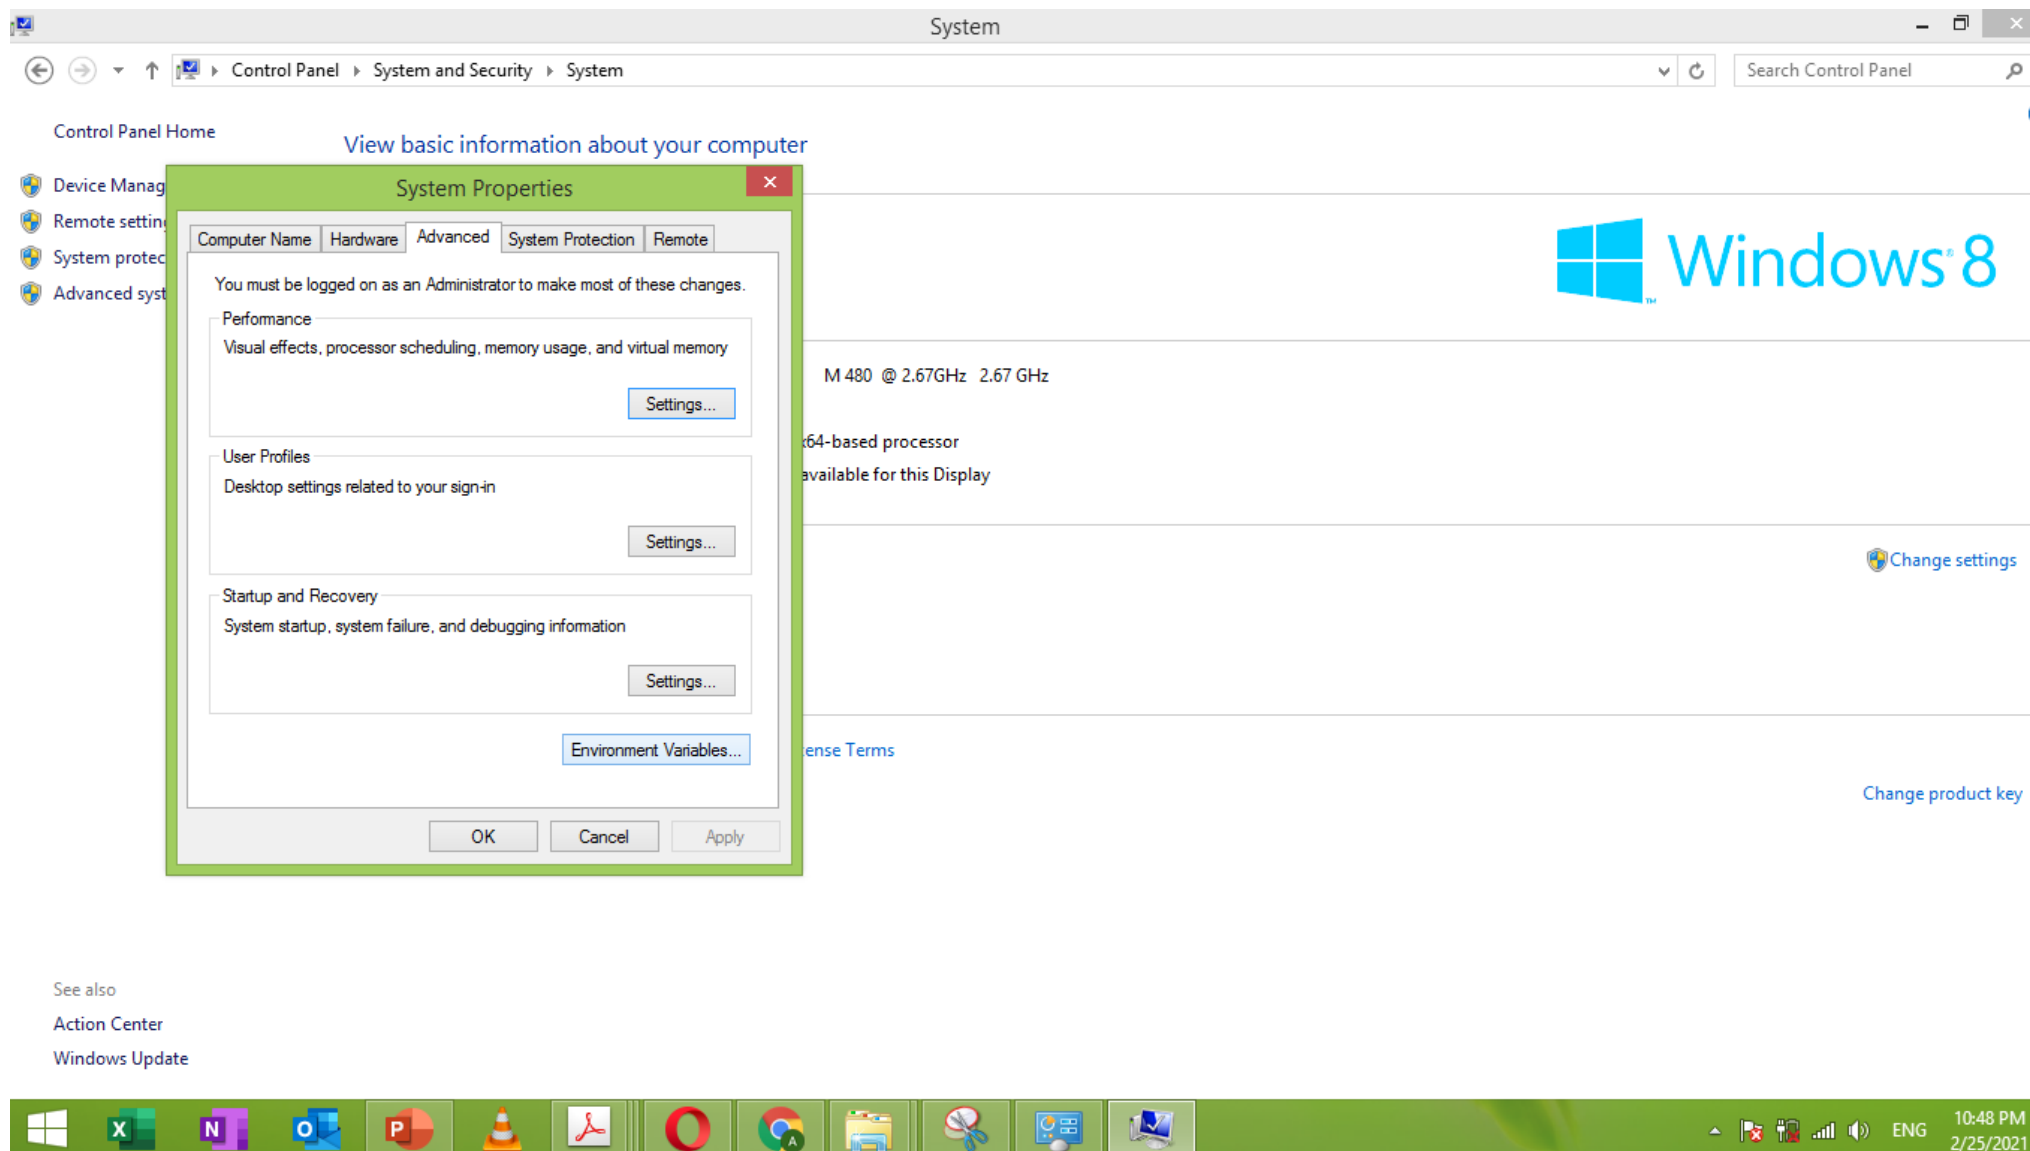 System
Control Panel System and Security System
Search Control Panel
Control Panel Home
View basic information about your computer
Device Manag
Remote setting
System protec
Advanced syst
System Properties
Computer Name Hardware Advanced System Protection Remote
You must be logged on as an Administrator to make most of these changes.
Performance
Visual effects, processor scheduling, memory usage, and virtual memory
Settings...
User Profiles
Desktop settings related to your sign-in
Settings...
Startup and Recovery
System startup, system failure, and debugging information
Settings...
Environment Variables...
OK Cancel Apply
Windows 8
TM
M 480 @ 2.67GHz 2.67 GHz
x64-based processor
available for this Display
Change settings
ense Terms
Change product key
See also
Action Center
Windows Update
X N O P A
ENG
10:48 PM
2/25/2021